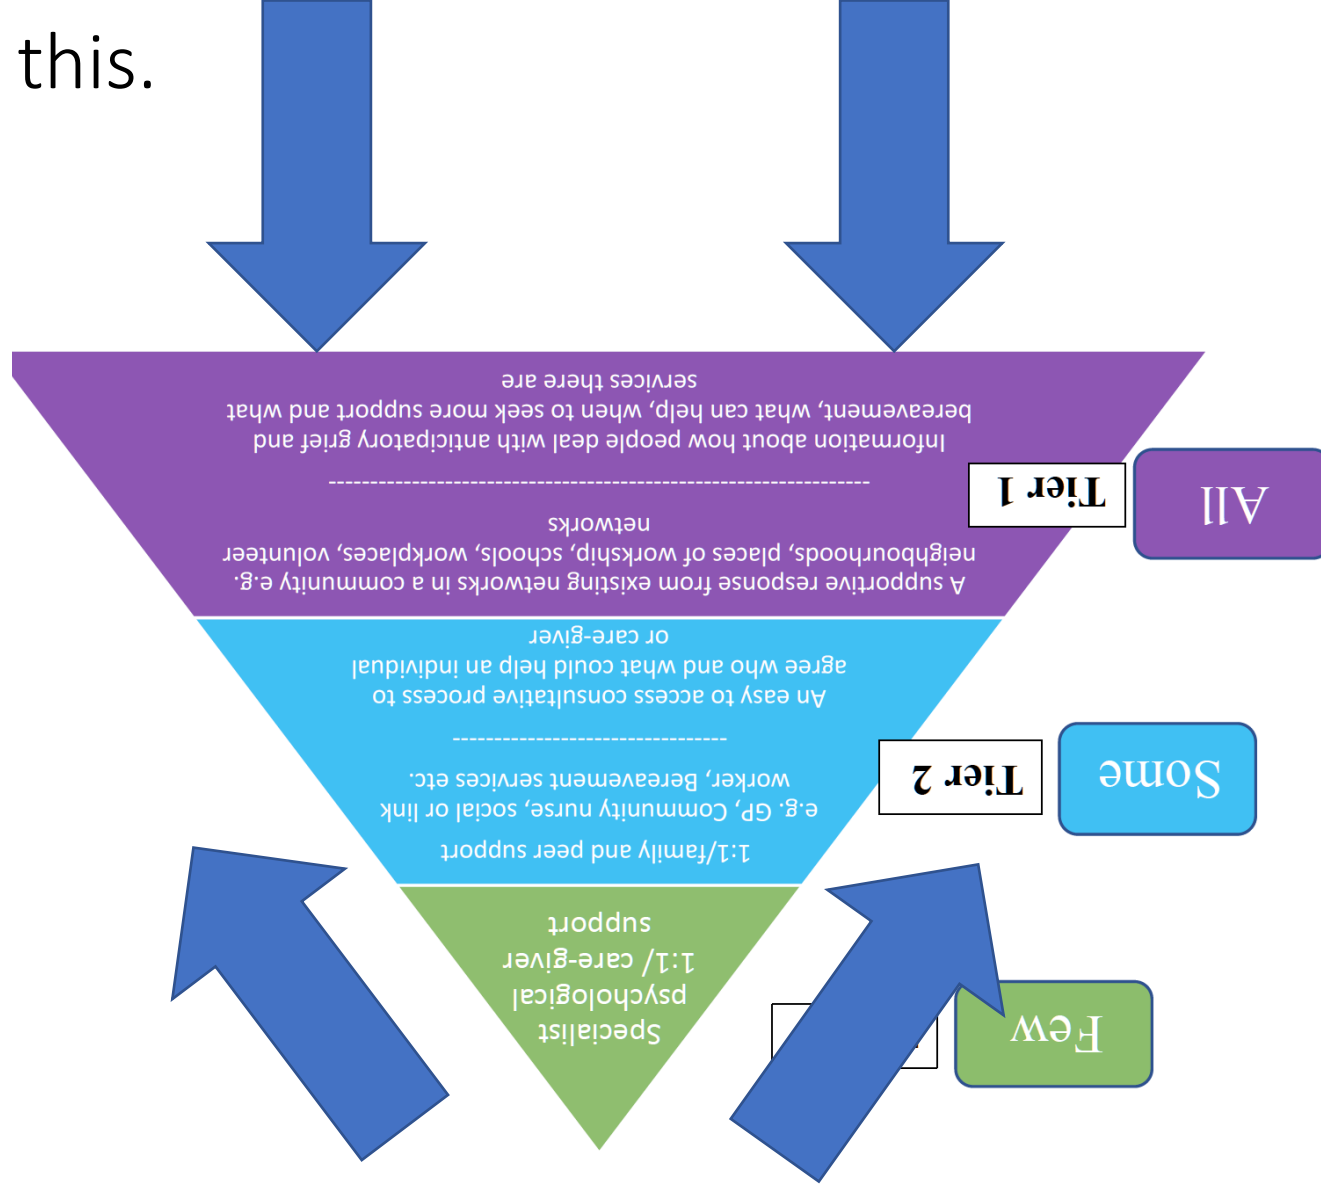 this.
Specialist
psychological
1:1/ care-giver
support
Few
1:1/family and peer support
e.g. GP, Community nurse, social or link
worker, Bereavement services etc.
---------------------------------
An easy to access consultative process to
agree who and what could help an individual
or care-giver
Some
Tier 2
A supportive response from existing networks in a community e.g.
neighbourhoods, places of workship, schools, workplaces, volunteer
networks
-----------------------------------------------------------------
Information about how people deal with anticipatory grief and
bereavement, what can help, when to seek more support and what
services there are
All
Tier 1